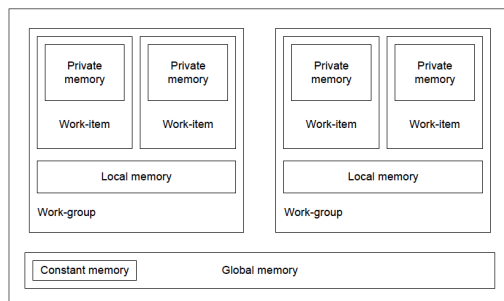 Private
memory
Work-item
Private
memory
Work-item
Local memory
Work-group
Private
memory
Work-item
Private
memory
Work-item
Local memory
Work-group
Constant memory
Global memory